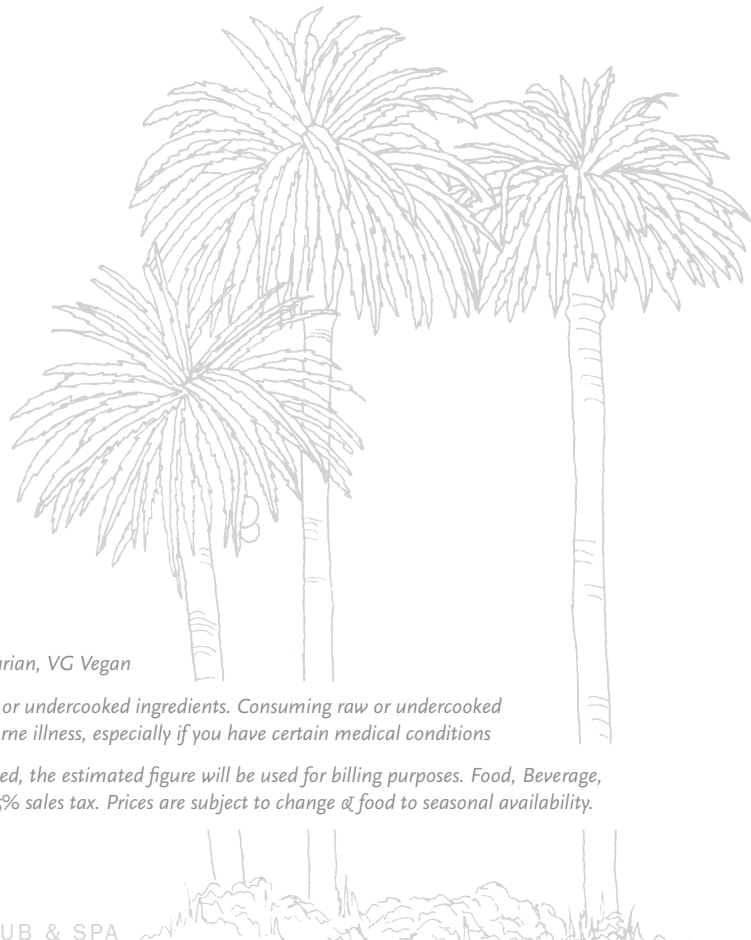 rian, VG Vegan
or undercooked ingredients. Consuming raw or undercooked
rne illness, especially if you have certain medical conditions
ed, the estimated figure will be used for billing purposes. Food, Beverage,
% sales tax. Prices are subject to change & food to seasonal availability.
UB & SPA